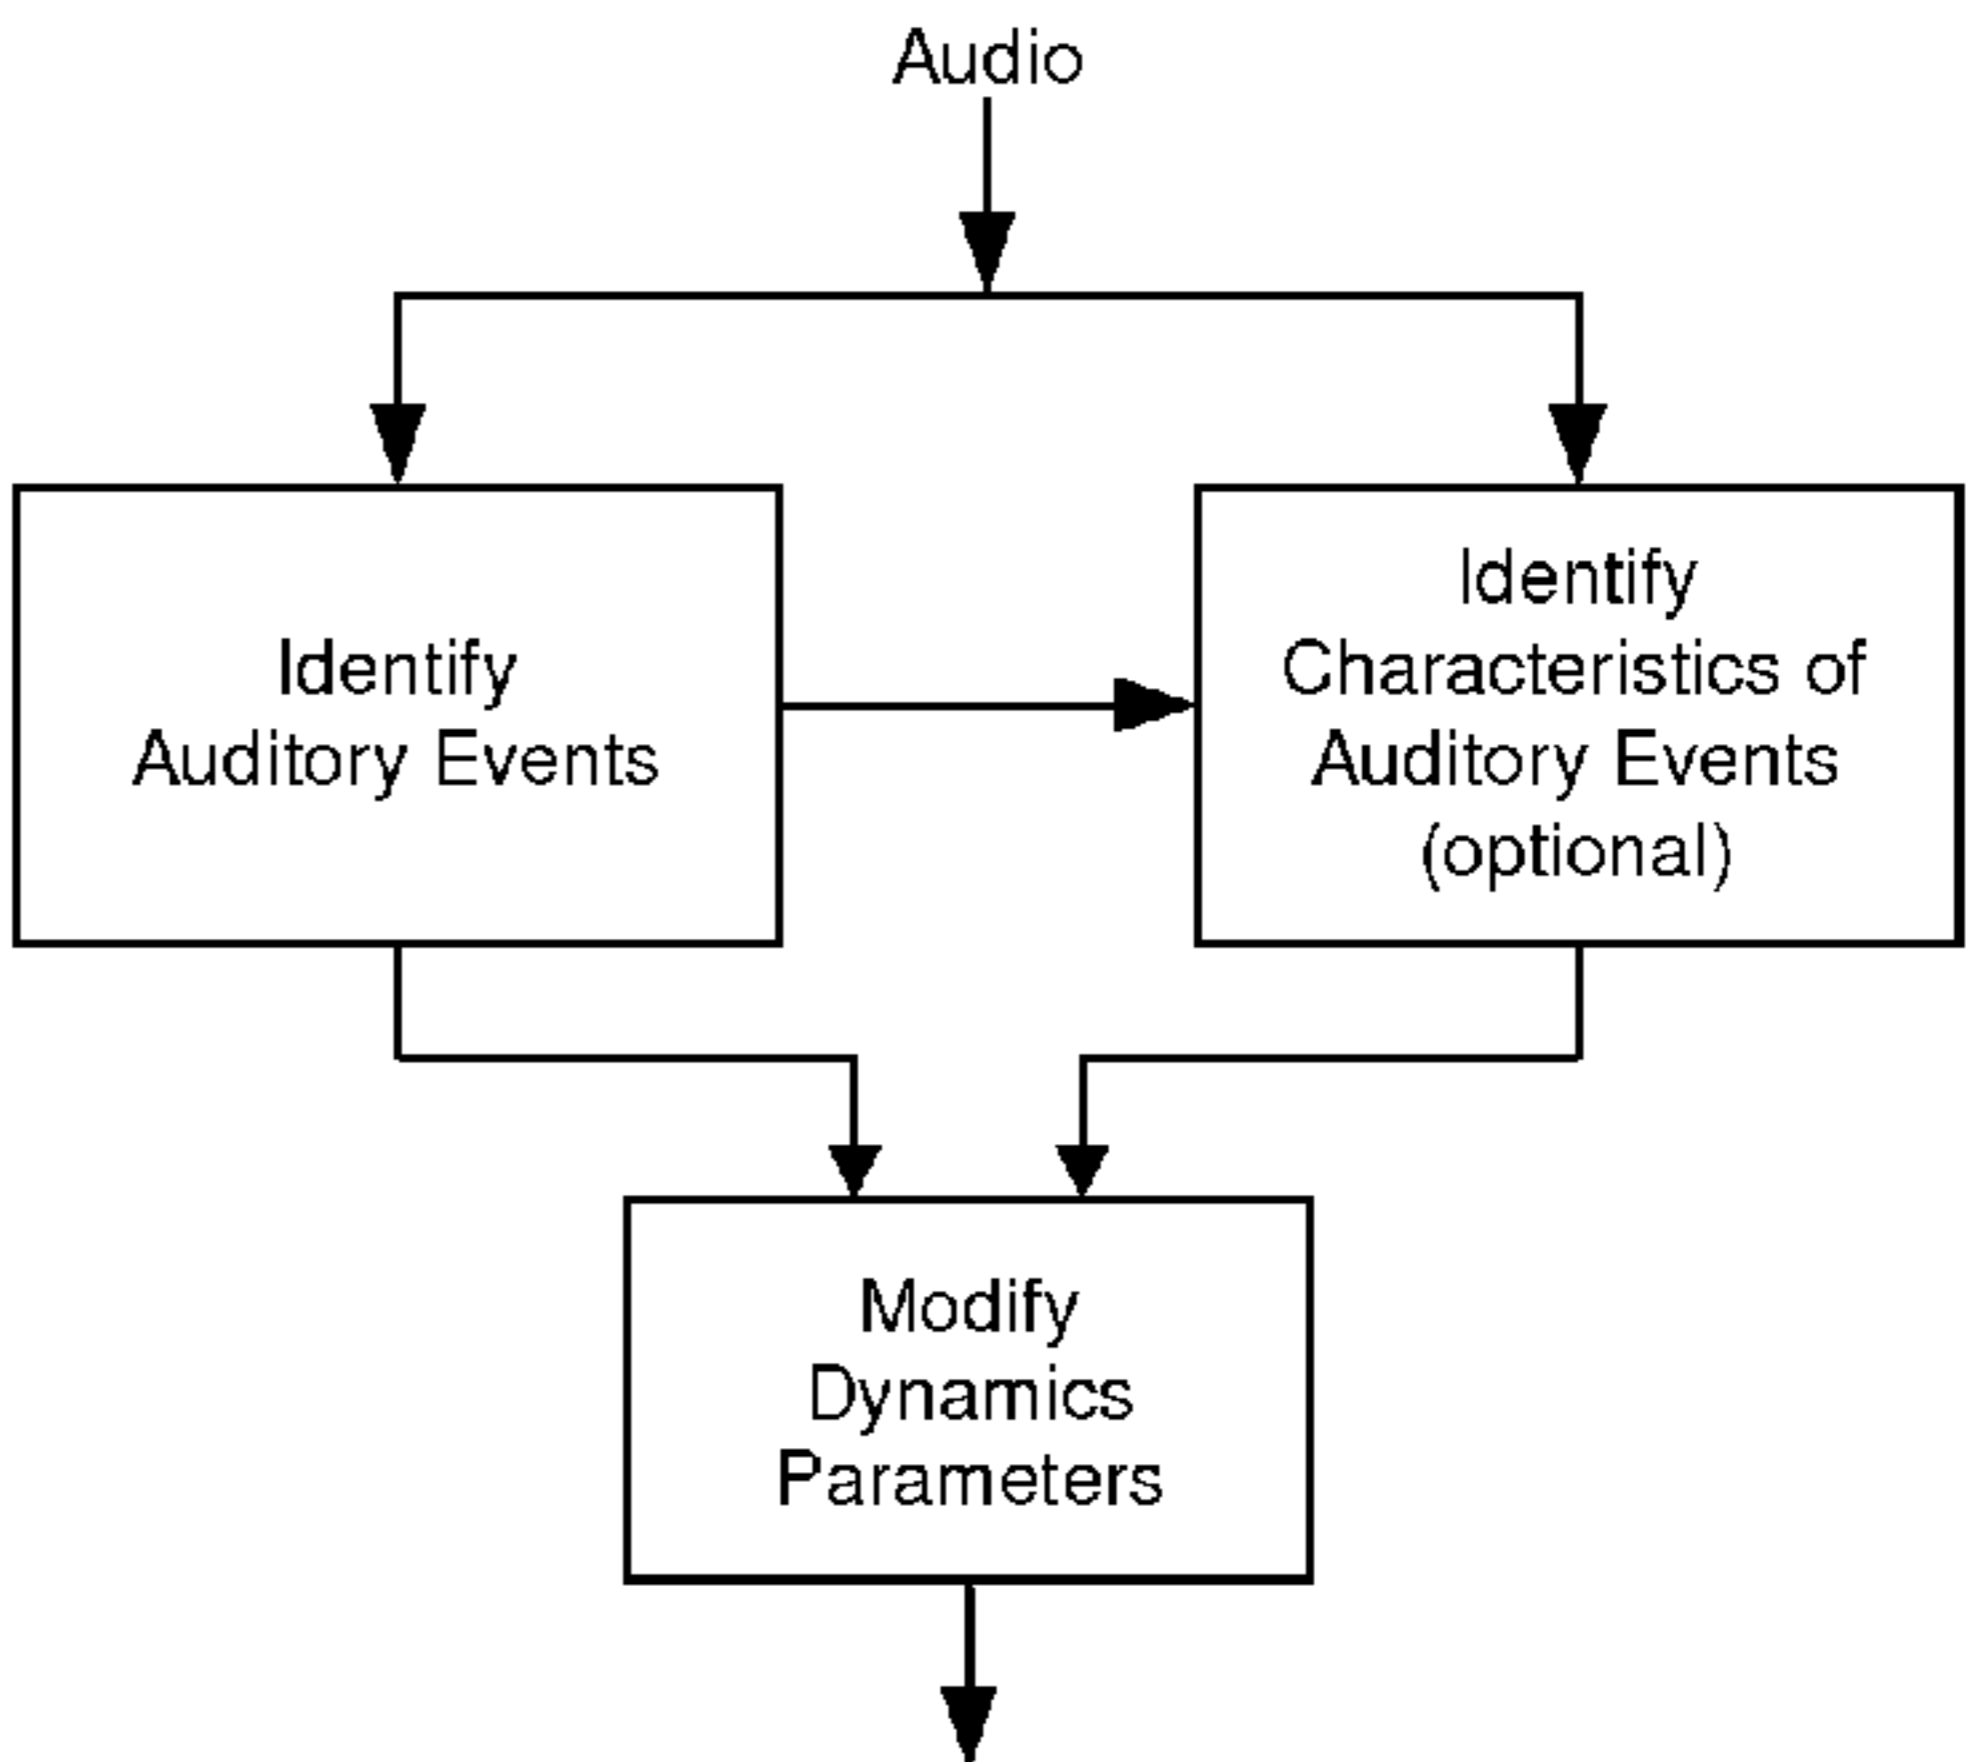 Audio
Identify
Auditory Events
Identify
Characteristics of
Auditory Events
(optional)
Modify
Dynamics
Parameters